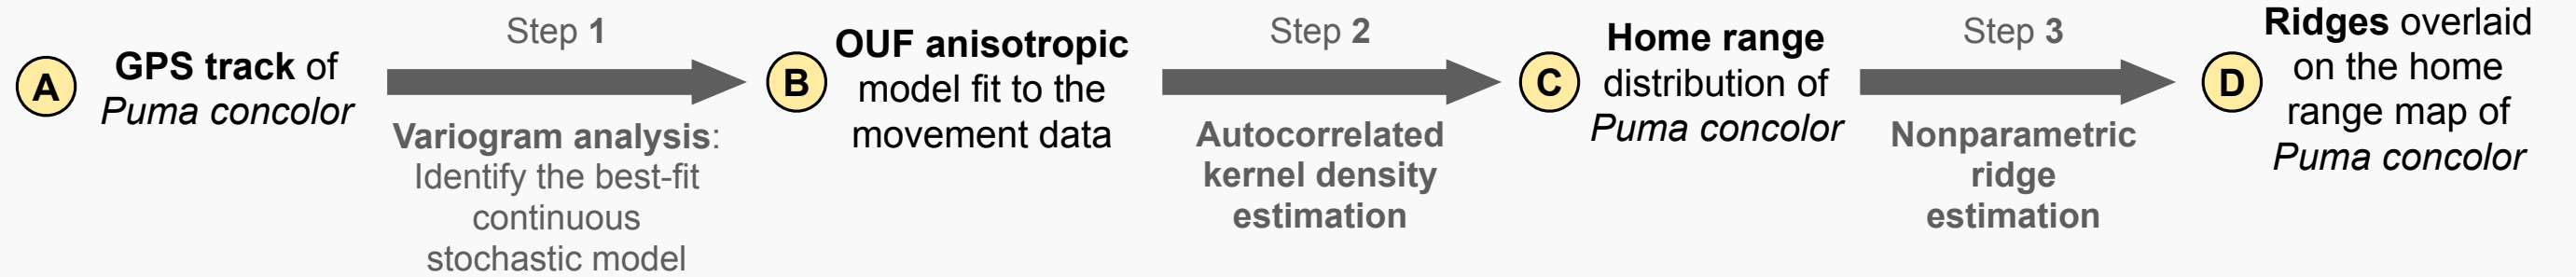 A
GPS track of
Puma concolor
Step 1
Variogram analysis:
Identify the best-fit
continuous
stochastic model
B
OUF anisotropic
model fit to the
movement data
Step 2
Autocorrelated
kernel density
estimation
C
Home range
distribution of
Puma concolor
Step 3
Nonparametric
ridge
estimation
D
Ridges overlaid
on the home
range map of
Puma concolor